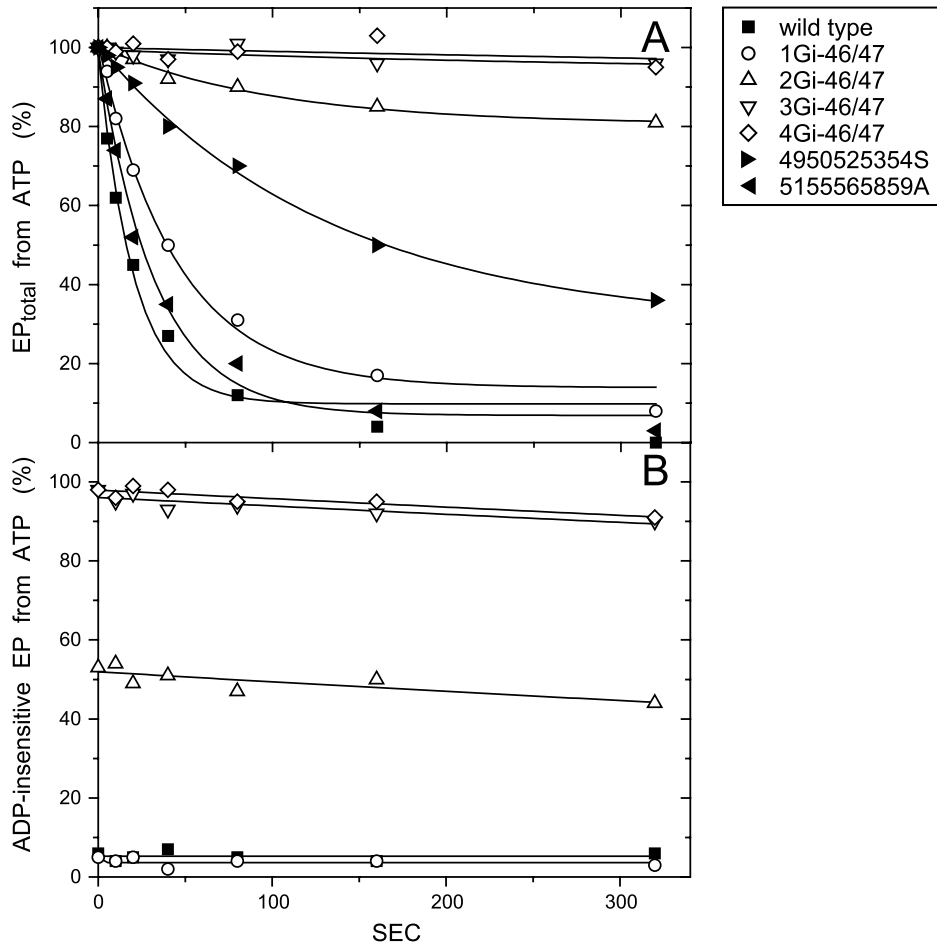 A
EPtotal from ATP (%)
100
80
60
40
20
0
wild type
1Gi-46/47
2Gi-46/47
3Gi-46/47
4Gi-46/47
4950525354S
5155565859A
B
ADP-insensitive EP from ATP (%)
100
80
60
40
20
0
0 100 200 300
SEC